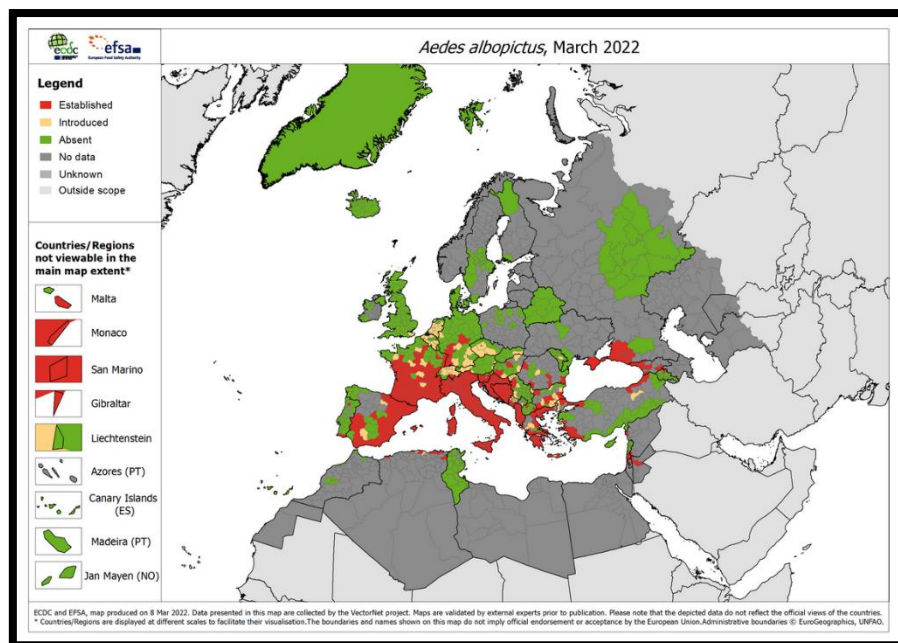 ecdc
efsa
European Food Safety Authority
Aedes albopictus, March 2022
Legend
Established
Introduced
Absent
No data
Unknown
Outside scope
Countries/Regions
not viewable in the
main map extent*
Malta
Monaco
San Marino
Gibraltar
Liechtenstein
Azores (PT)
Canary Islands
(ES)
Madeira (PT)
Jan Mayen (NO)
ECDC and EFSA, map produced on 8 Mar 2022. Data presented in this map are collected by the VectorNet project. Maps are validated by external experts prior to publication. Please note that the depicted data do not reflect the official views of the countries.
* Countries/Regions are displayed at different scales to facilitate their visualisation.The boundaries and names shown on this map do not imply official endorsement or acceptance by the European Union.Administrative boundaries © EuroGeographics, UNFAO.